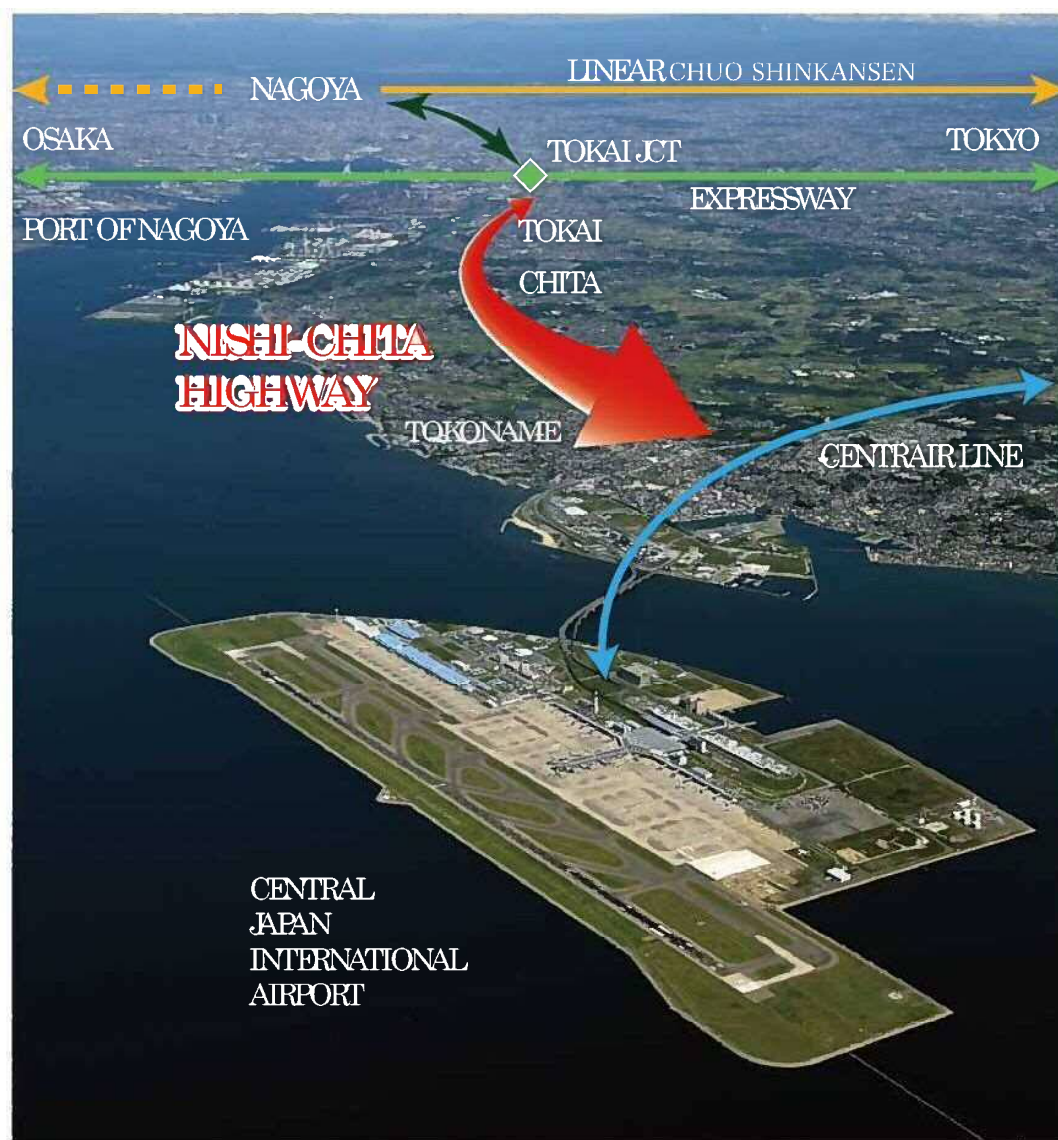 LINEAR CHUO SHINKANSEN
NAGOYA
OSAKA
TOKAI JCT
TOKYO
EXPRESSWAY
PORT OF NAGOYA
TOKAI
CHITA
NISHI-CHITA
HIGHWAY
TOKONAME
CENTRAIR LINE
CENTRAL
JAPAN
INTERNATIONAL
AIRPORT